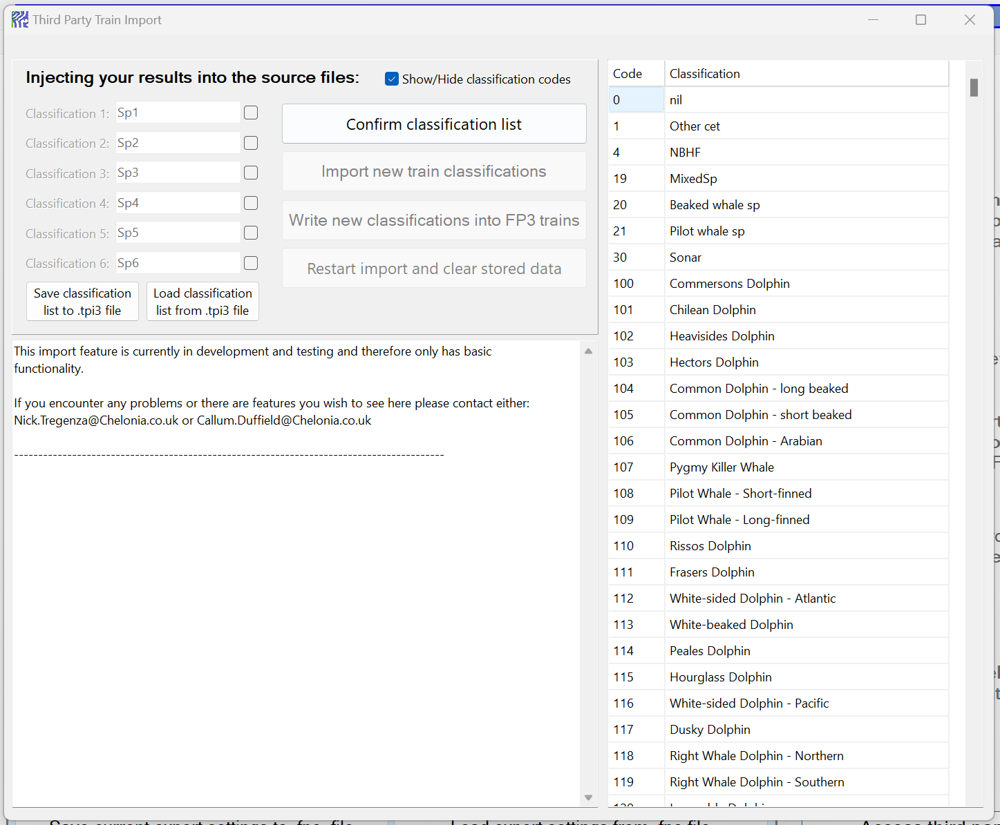 Third Party Train Import
Injecting your results into the source files:
Show/Hide classification codes
Classification 1: Sp1
Classification 2: Sp2
Classification 3: Sp3
Classification 4: Sp4
Classification 5: Sp5
Classification 6: Sp6
Save classification
list to .tpi3 file
Load classification
list from .tpi3 file
Confirm classification list
Import new train classifications
Write new classifications into FP3 trains
Restart import and clear stored data
This import feature is currently in development and testing and therefore only has basic
functionality.
If you encounter any problems or there are features you wish to see here please contact either:
Nick.Tregenza@Chelonia.co.uk or Callum.Duffield@Chelonia.co.uk
-----------------------------------------------------------------------------------------
Code Classification
0 nil
1 Other cet
4 NBHF
19 MixedSp
20 Beaked whale sp
21 Pilot whale sp
30 Sonar
100 Commersons Dolphin
101 Chilean Dolphin
102 Heavisides Dolphin
103 Hectors Dolphin
104 Common Dolphin - long beaked
105 Common Dolphin - short beaked
106 Common Dolphin - Arabian
107 Pygmy Killer Whale
108 Pilot Whale - Short-finned
109 Pilot Whale - Long-finned
110 Rissos Dolphin
111 Frasers Dolphin
112 White-sided Dolphin - Atlantic
113 White-beaked Dolphin
114 Peales Dolphin
115 Hourglass Dolphin
116 White-sided Dolphin - Pacific
117 Dusky Dolphin
118 Right Whale Dolphin - Northern
119 Right Whale Dolphin - Southern